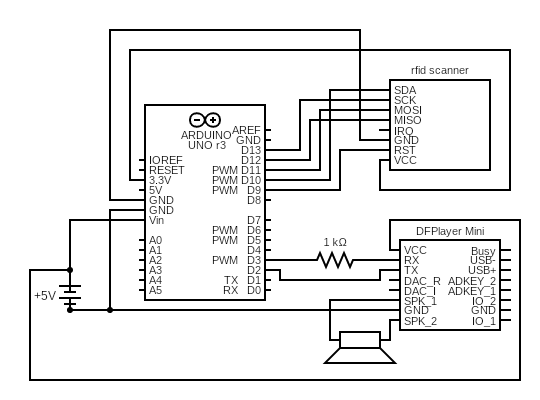 rfid scanner
SDA
SCK
MOSI
MISO
IRQ
GND
RST
VCC
ARDUINO
UNO r3
IOREF
RESET
3.3V
5V
GND
GND
Vin
A0
A1
A2
A3
A4
A5
AREF
GND
D13
D12
PWM D11
PWM D10
PWM D9
D8
D7
PWM D6
PWM D5
D4
PWM D3
D2
TX D1
RX D0
1 kΩ
+5V
DFPlayer Mini
VCC
RX
TX
DAC_R
DAC_I
SPK_1
GND
SPK_2
Busy
USB-
USB+
ADKEY_2
ADKEY_1
IO_2
GND
IO_1